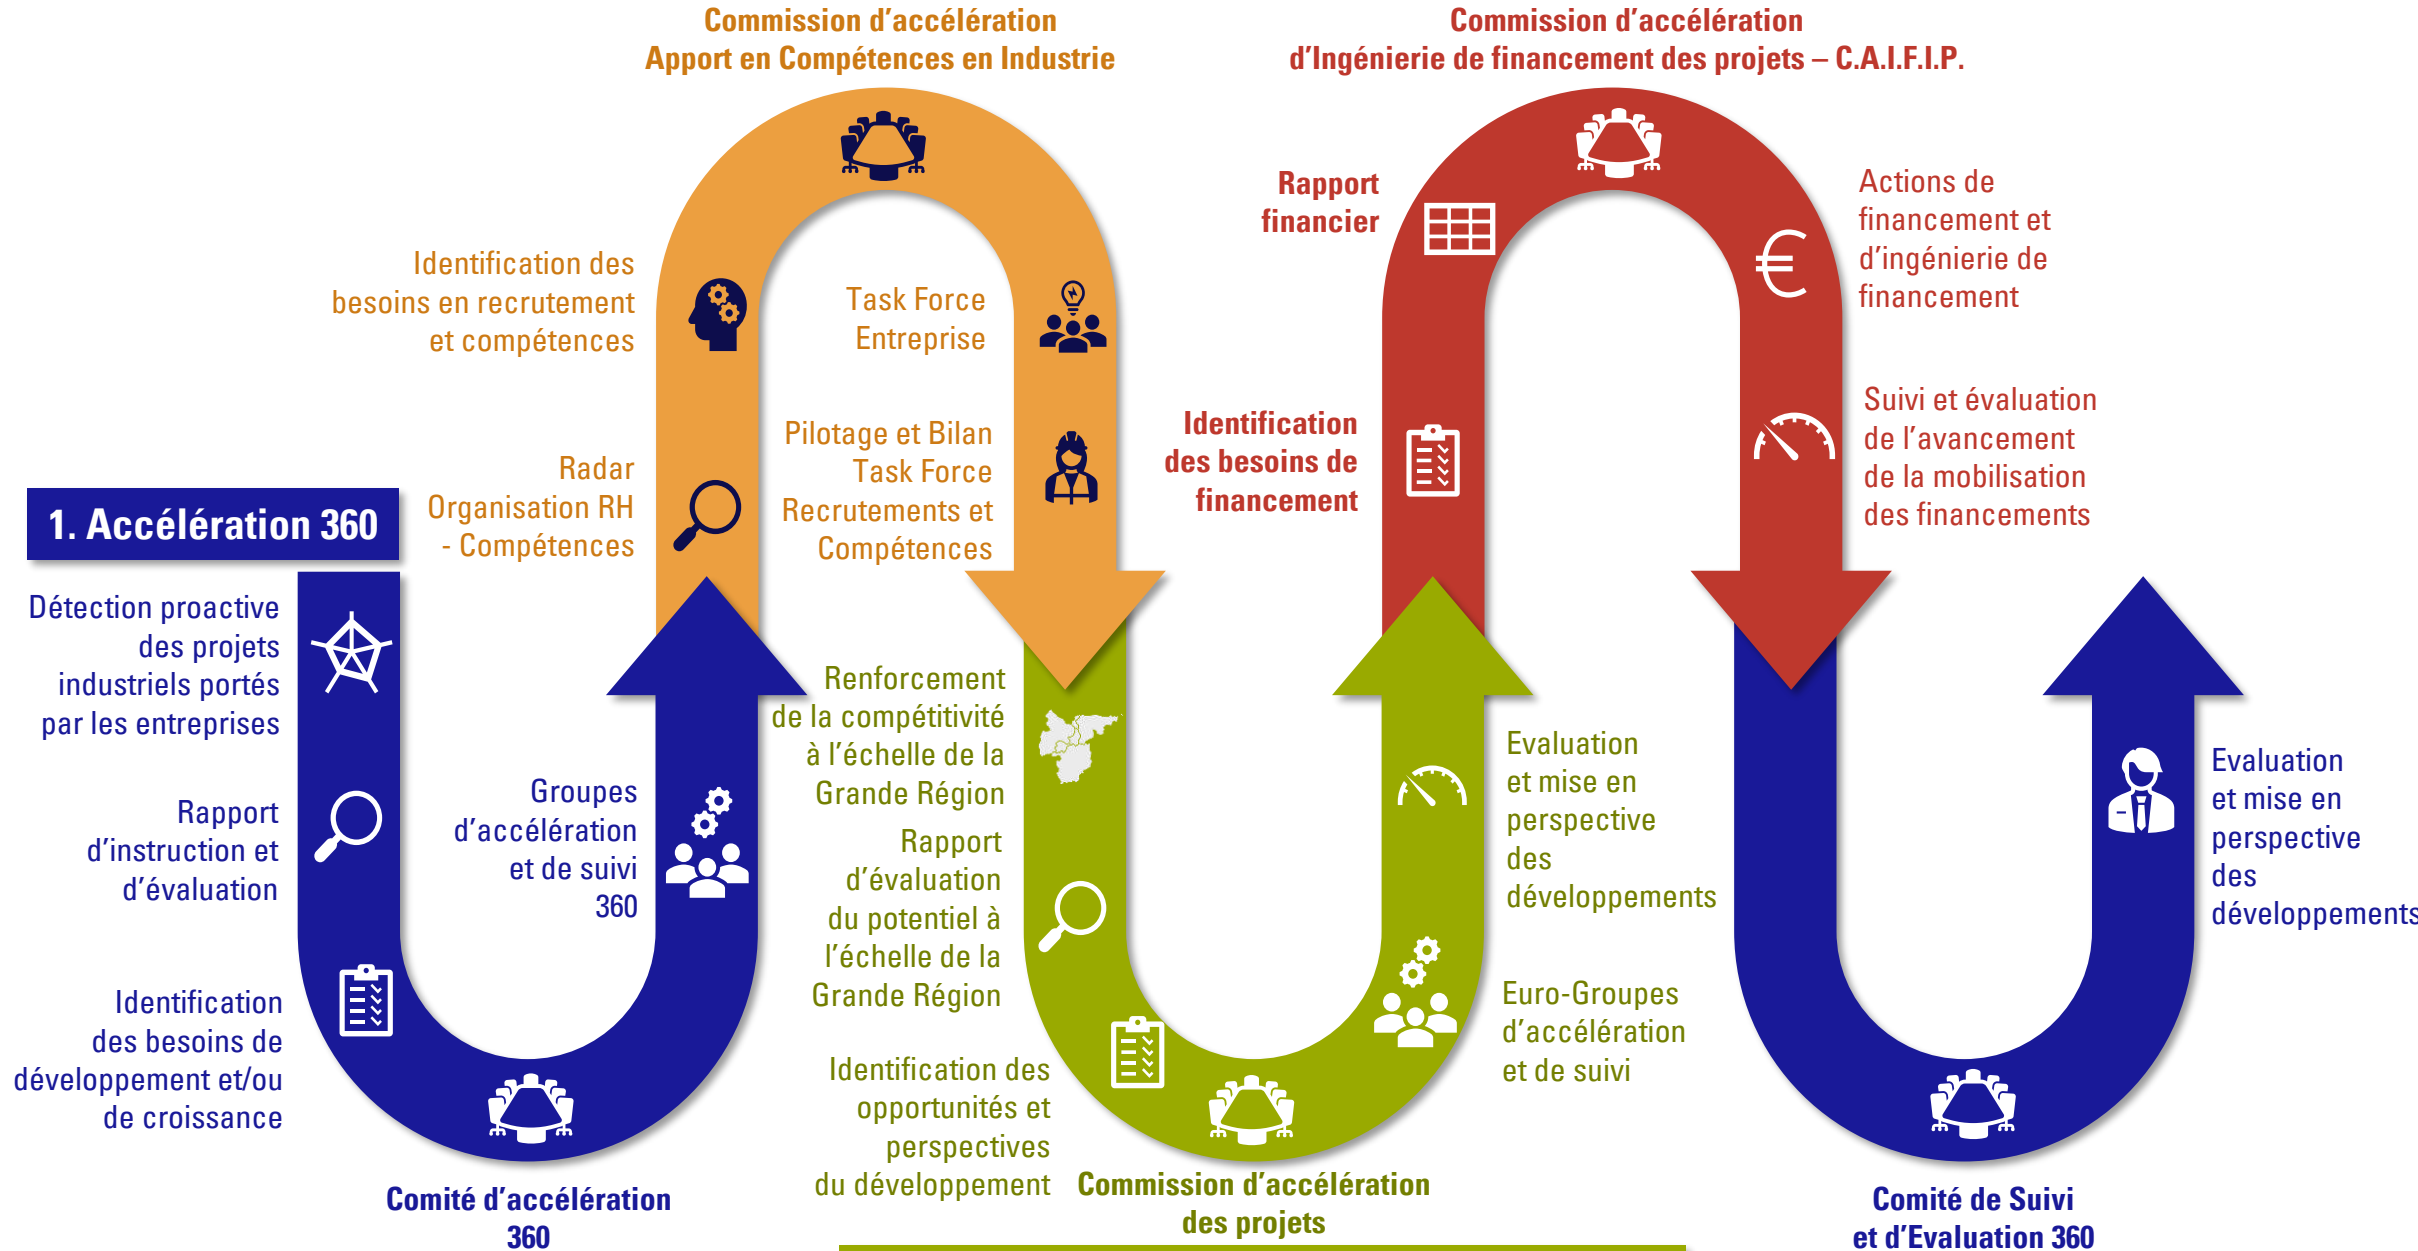 Commission d’accélération
Apport en Compétences en Industrie
Commission d’accélération
d’Ingénierie de financement des projets – C.A.I.F.I.P.
1. Accélération 360
Détection proactive
des projets
industriels portés
par les entreprises
Rapport
d’instruction et
d’évaluation
Identification
des besoins de
développement et/ou
de croissance
Comité d’accélération
360
Groupes
d’accélération
et de suivi
360
Radar
Organisation RH
- Compétences
Identification des
besoins en recrutement
et compétences
Task Force
Entreprise
Pilotage et Bilan
Task Force
Recrutements et
Compétences
Renforcement
de la compétitivité
à l’échelle de la
Grande Région
Rapport
d’évaluation
du potentiel à
l’échelle de la
Grande Région
Identification des
opportunités et
perspectives
du développement
Commission d’accélération
des projets
Euro-Groupes
d’accélération
et de suivi
Evaluation
et mise en
perspective
des
développements
Identification
des besoins de
financement
Rapport
financier
Actions de
financement et
d’ingénierie de
financement
Suivi et évaluation
de l’avancement
de la mobilisation
des financements
Comité de Suivi
et d’Evaluation 360
Evaluation
et mise en
perspective
des
développements